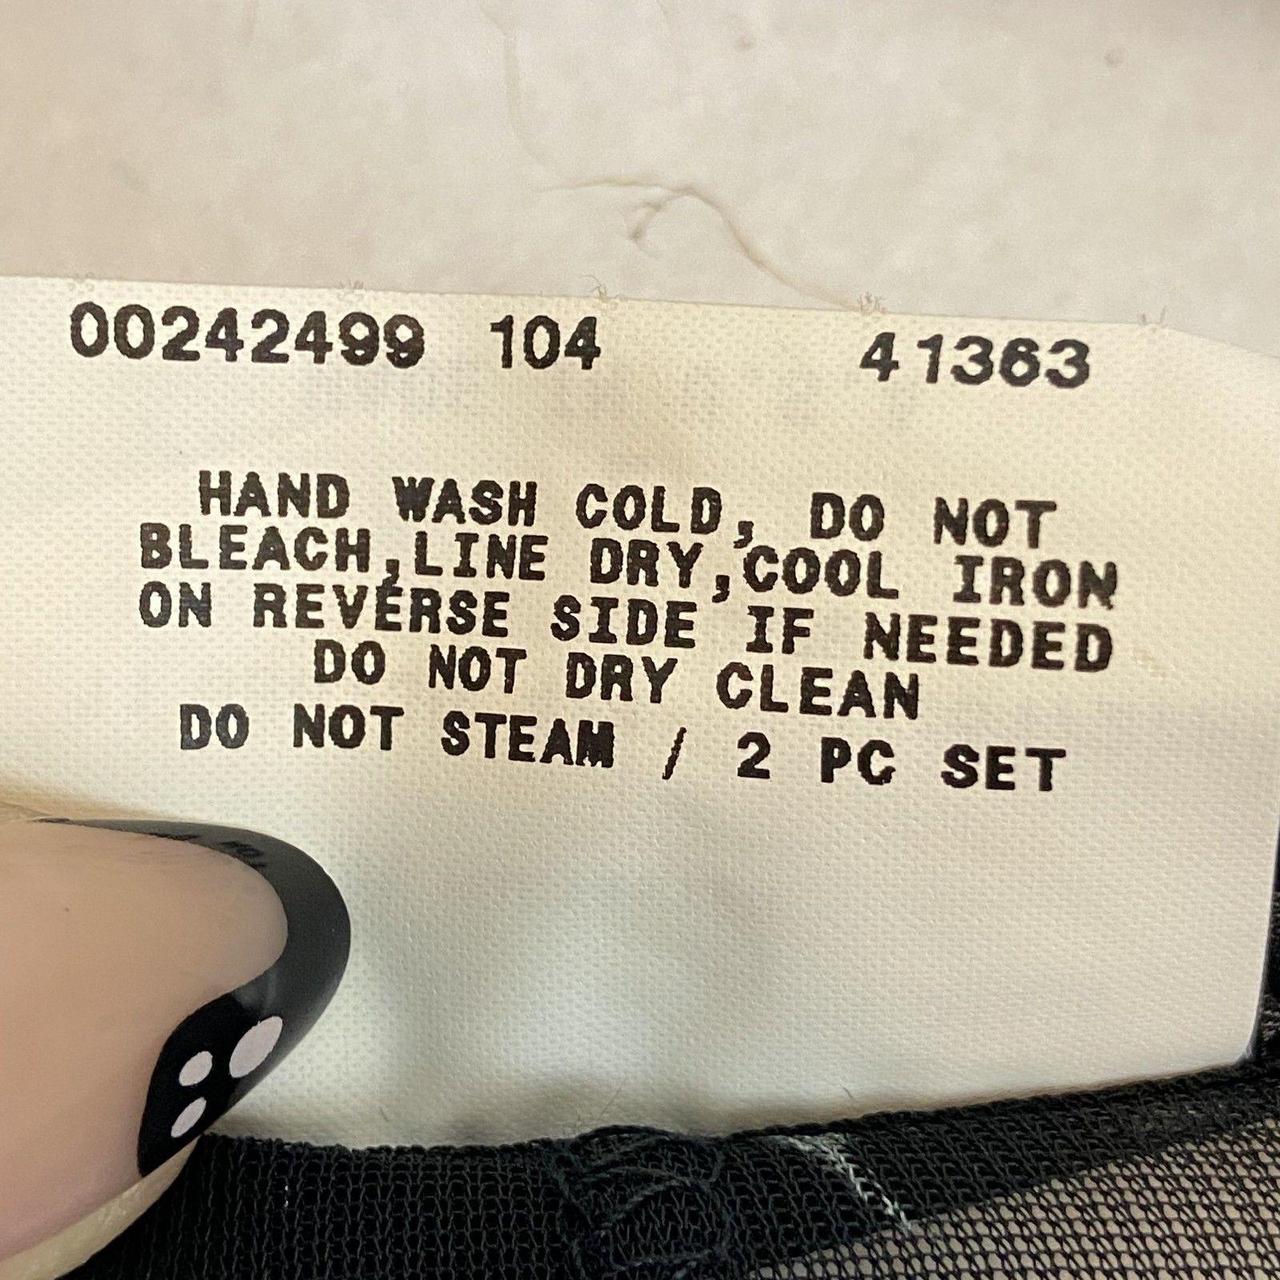 00242499 104 41363
HAND WASH COLD, DO NOT
BLEACH,LINE DRY,COOL IRON
ON REVERSE SIDE IF NEEDED
DO NOT DRY CLEAN
DO NOT STEAM / 2 PC SET